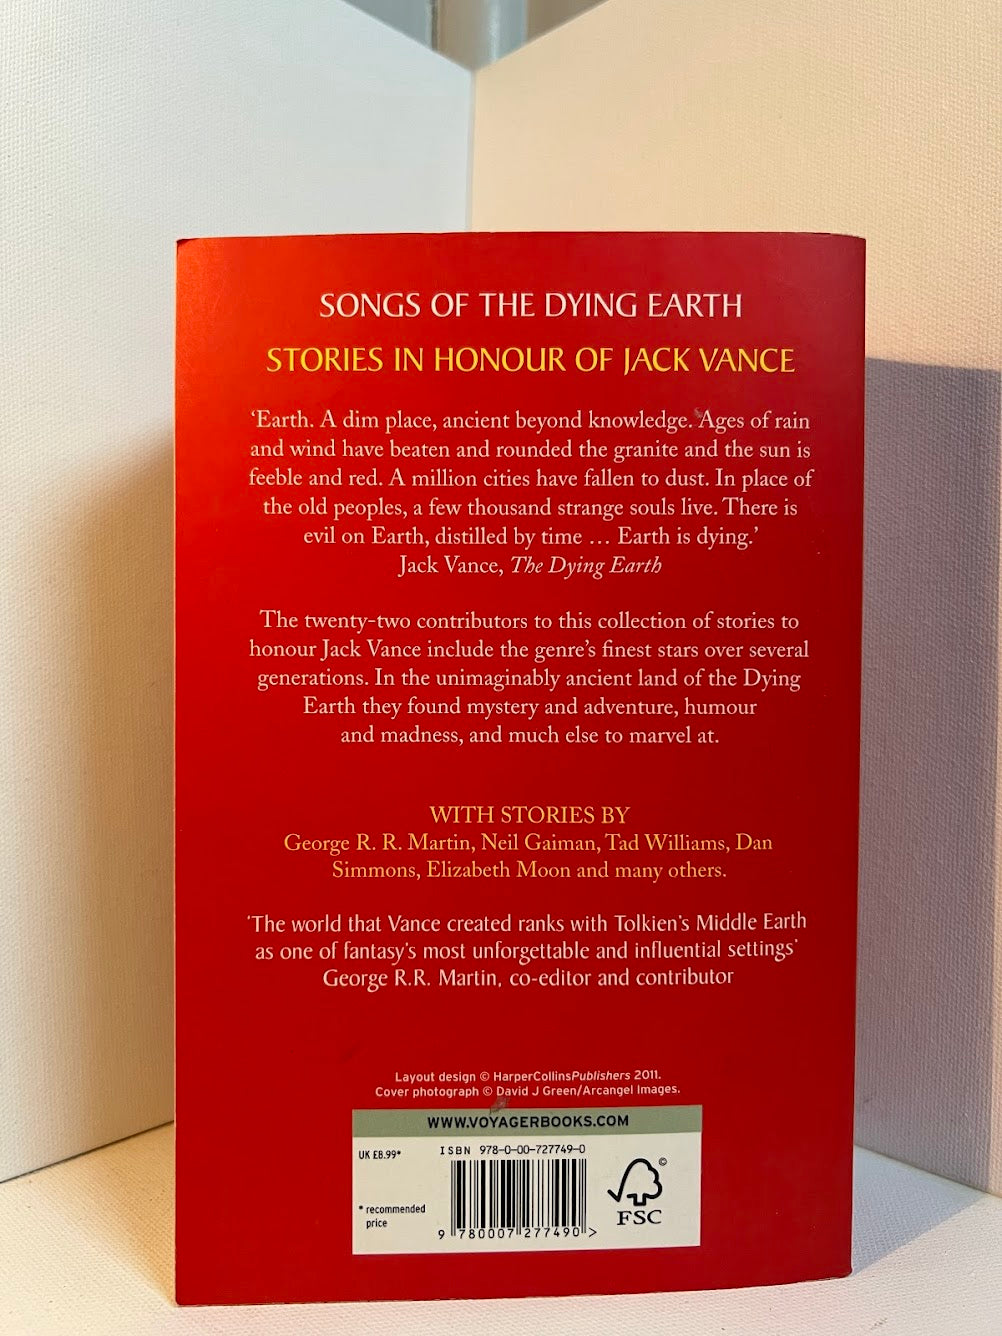 SONGS OF THE DYING EARTH
STORIES IN HONOUR OF JACK VANCE
‘Earth. A dim place, ancient beyond knowledge. Ages of rain
and wind have beaten and rounded the granite and the sun is
feeble and red. A million cities have fallen to dust. In place of
the old peoples, a few thousand strange souls live. There is
evil on Earth, distilled by time … Earth is dying.’
Jack Vance, The Dying Earth
The twenty-two contributors to this collection of stories to
honour Jack Vance include the genre’s finest stars over several
generations. In the unimaginably ancient land of the Dying
Earth they found mystery and adventure, humour
and madness, and much else to marvel at.
WITH STORIES BY
George R. R. Martin, Neil Gaiman, Tad Williams, Dan
Simmons, Elizabeth Moon and many others.
'The world that Vance created ranks with Tolkien's Middle Earth
as one of fantasy's most unforgettable and influential settings'
George R.R. Martin, co-editor and contributor
Layout design © HarperCollinsPublishers 2011.
Cover photograph © David J Green/Arcangel Images.
WWW.VOYAGERBOOKS.COM
UK £8.99*
ISBN 978-0-00-727749-0
* recommended
price
9 780007 277490 >
©
FSC